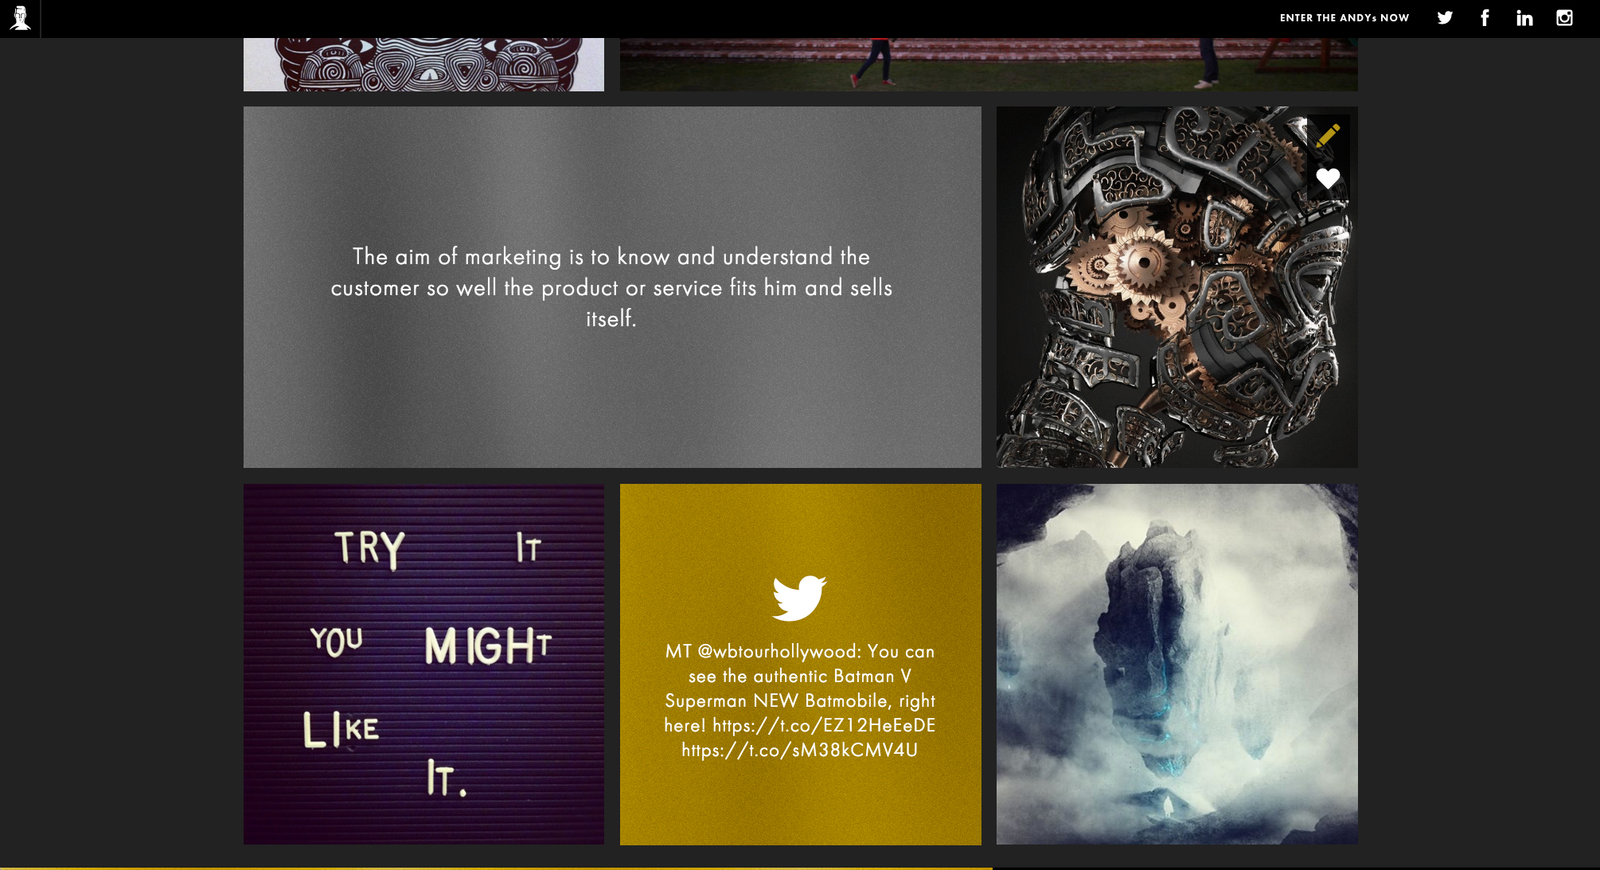 ENTER THE ANDYs NOW
The aim of marketing is to know and understand the
customer so well the product or service fits him and sells
itself.
TRY IT
YOU MIGHT
LIKE
IT.
MT @wbtourhollywood: You can
see the authentic Batman V
Superman NEW Batmobile, right
here! https://t.co/EZ12HeEeDE
https://t.co/sM38kCMV4U